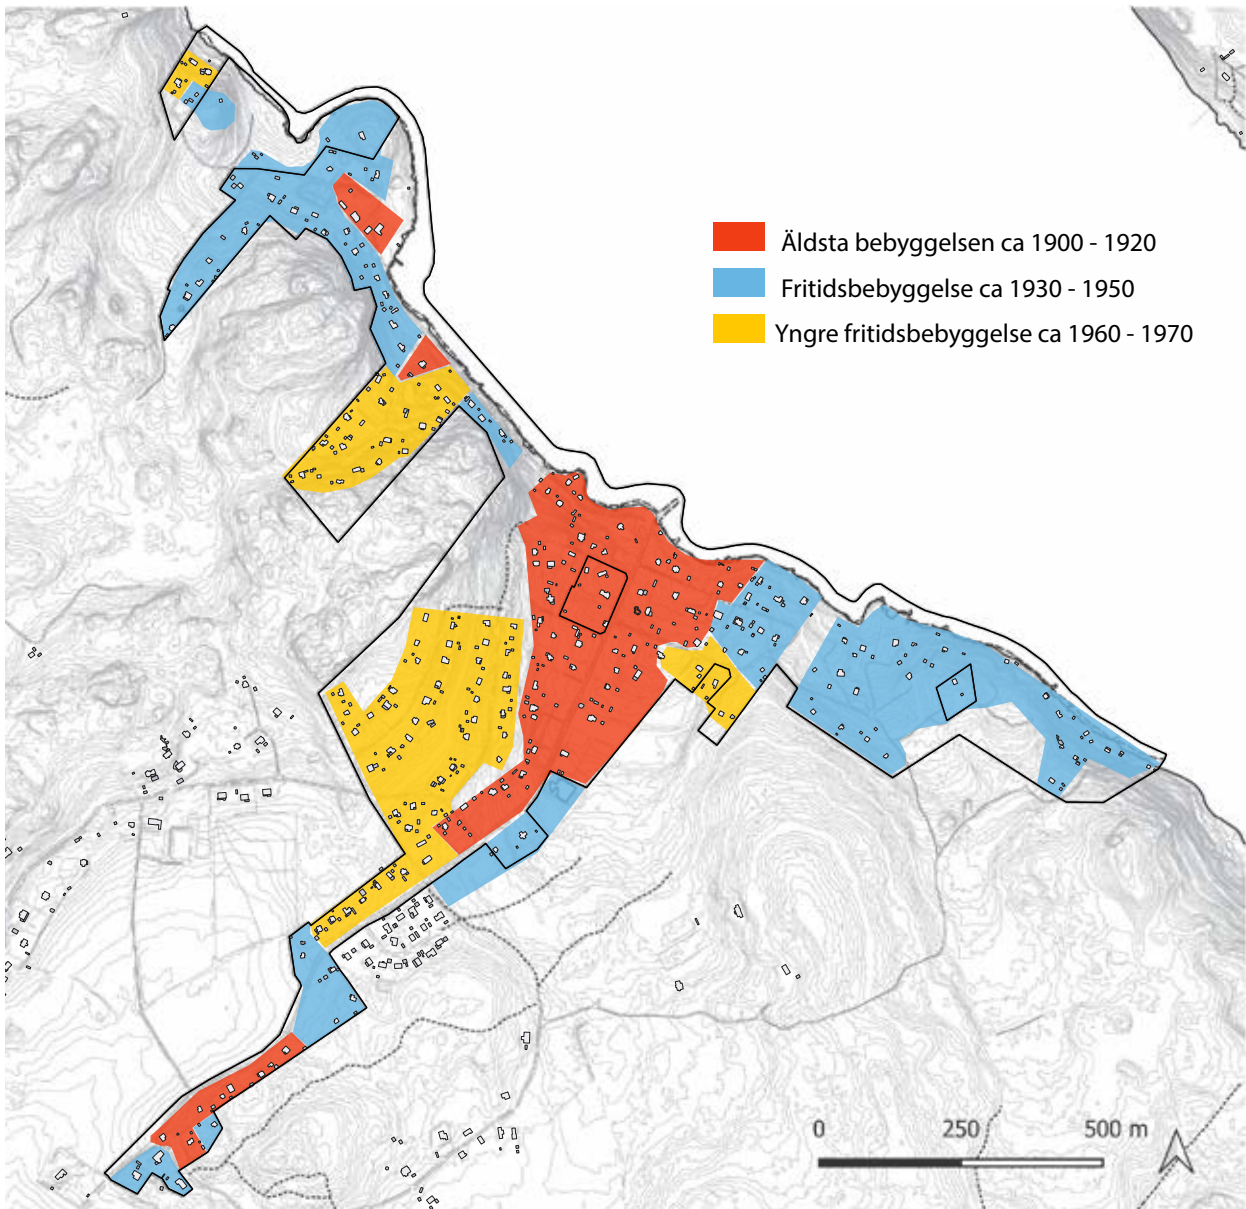 Äldsta bebyggelsen ca 1900 - 1920
Fritidsbebyggelse ca 1930 - 1950
Yngre fritidsbebyggelse ca 1960 - 1970
0 250 500 m